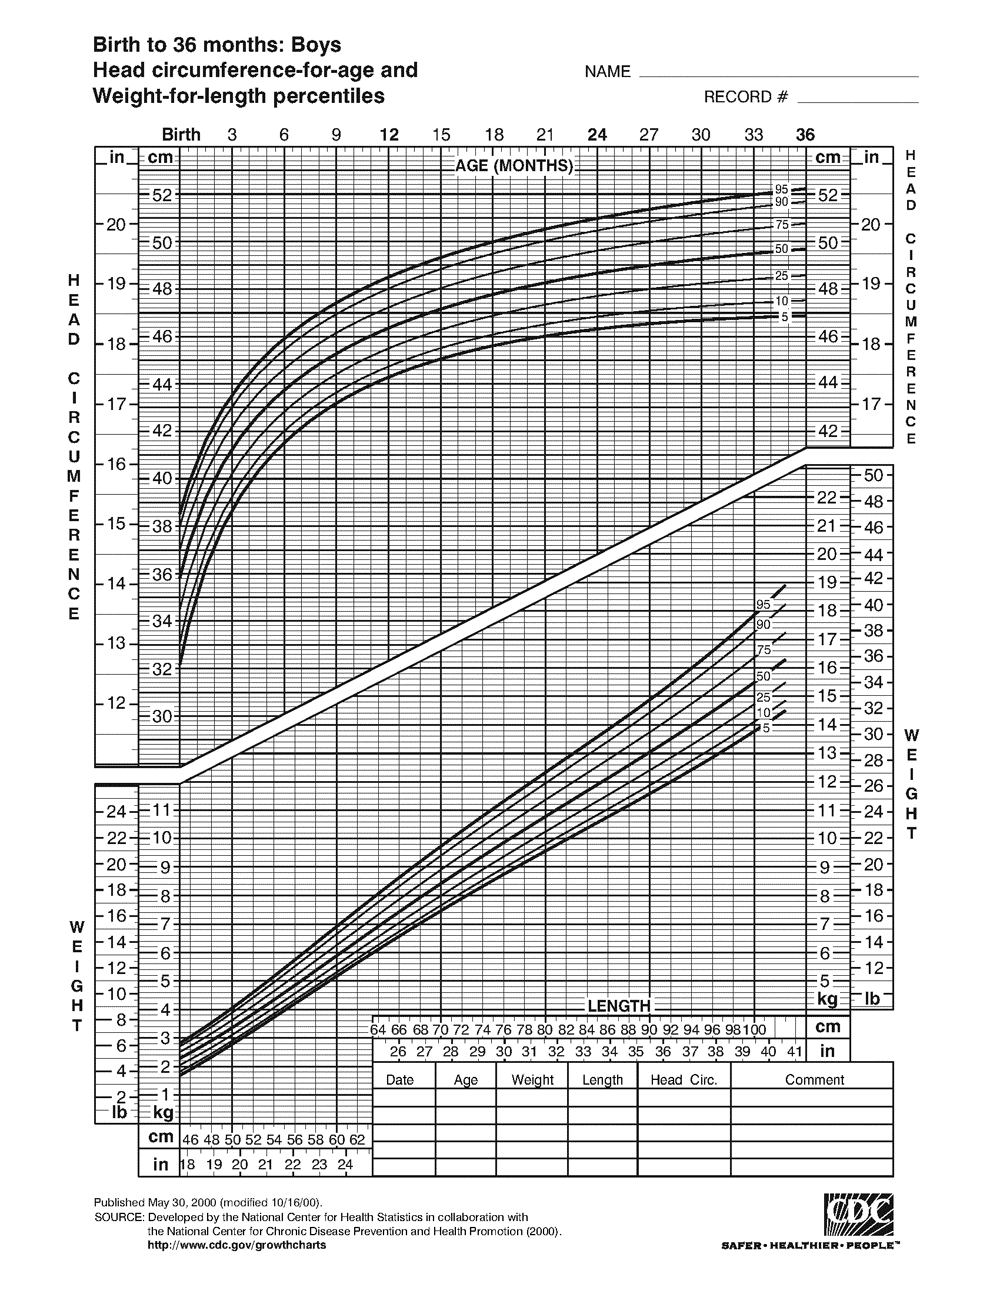 Birth to 36 months: Boys
Head circumference-for-age and
Weight-for-length percentiles
NAME
RECORD #
Birth 3 6 9 12 15 18 21 24 27 30 33 36
in cm AGE (MONTHS) cm in
52 95 90 52
20 75 20
50 50 50
19 48 25 48 19
10
46 5 46
18 18
44 44
17 17
42 42
16
40
15 38
14 36
34
13
32
12
30
HEAD CIRCUMFERENCE
HEAD CIRCUMFERENCE
50
22 48
21 46
20 44
19 42
95 18 40
90 17 38
75 16 36
50 34
25 15 32
10 14 30
5 13 28
12 26
24 11 11 24
22 10 10 22
20 9 9 20
18 8 8 18
16 7 7 16
14 6 6 14
12 5 5 12
10 kg lb
4 LENGTH
8 3
6 2
4 1
2
lb kg
WEIGHT
WEIGHT
64 66 68 70 72 74 76 78 80 82 84 86 88 90 92 94 96 98 100 cm
26 27 28 29 30 31 32 33 34 35 36 37 38 39 40 41 in
Date Age Weight Length Head Circ. Comment
cm 46 48 50 52 54 56 58 60 62
in 18 19 20 21 22 23 24
Published May 30, 2000 (modified 10/16/00).
SOURCE: Developed by the National Center for Health Statistics in collaboration with
the National Center for Chronic Disease Prevention and Health Promotion (2000).
http://www.cdc.gov/growthcharts
CDC
SAFER • HEALTHIER • PEOPLE™